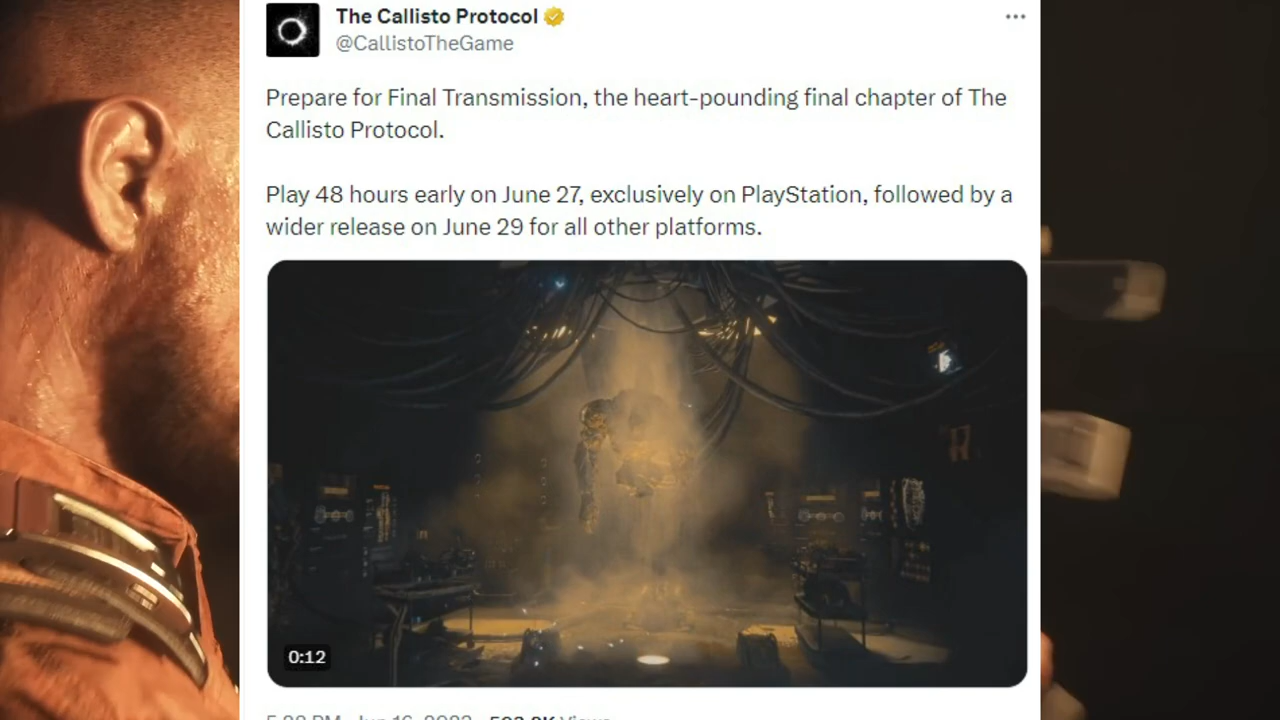 The Callisto Protocol
@CallistoTheGame
Prepare for Final Transmission, the heart-pounding final chapter of The
Callisto Protocol.
Play 48 hours early on June 27, exclusively on PlayStation, followed by a
wider release on June 29 for all other platforms.
0:12